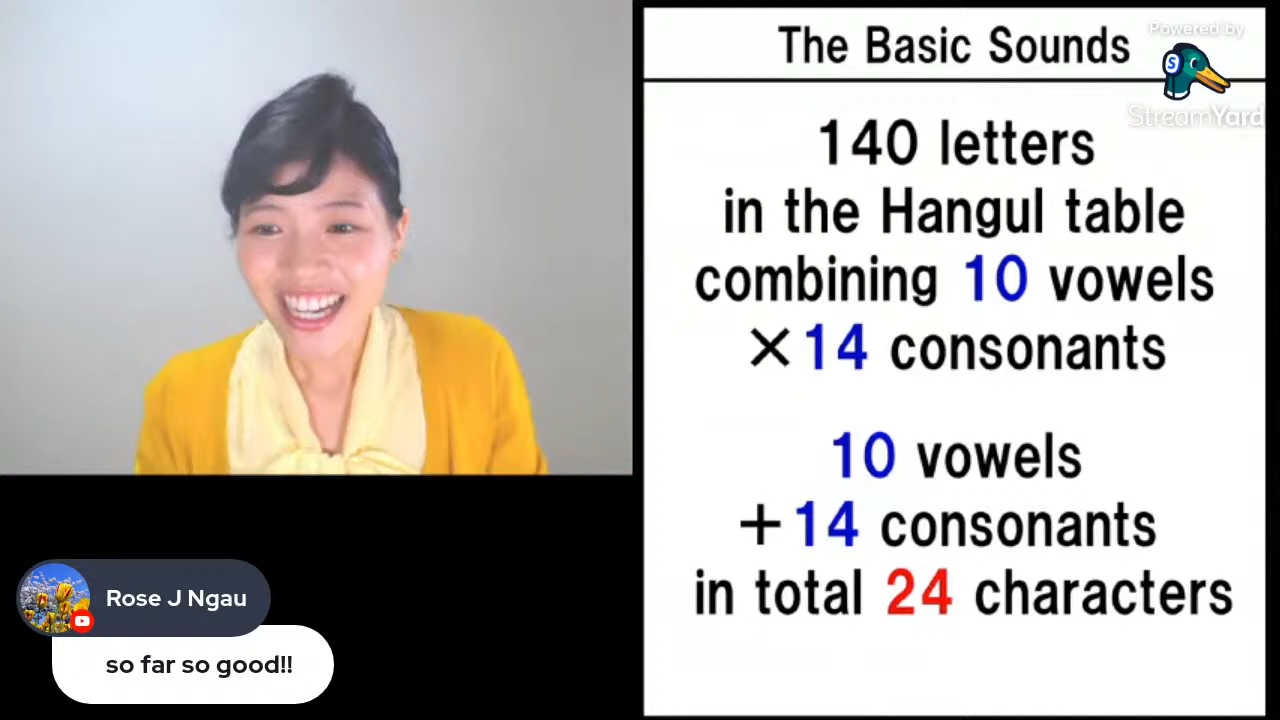 The Basic Sounds
Powered by
S
StreamYard
140 letters
in the Hangul table
combining 10 vowels
×14 consonants
10 vowels
+14 consonants
in total 24 characters
Rose J Ngau
so far so good!!